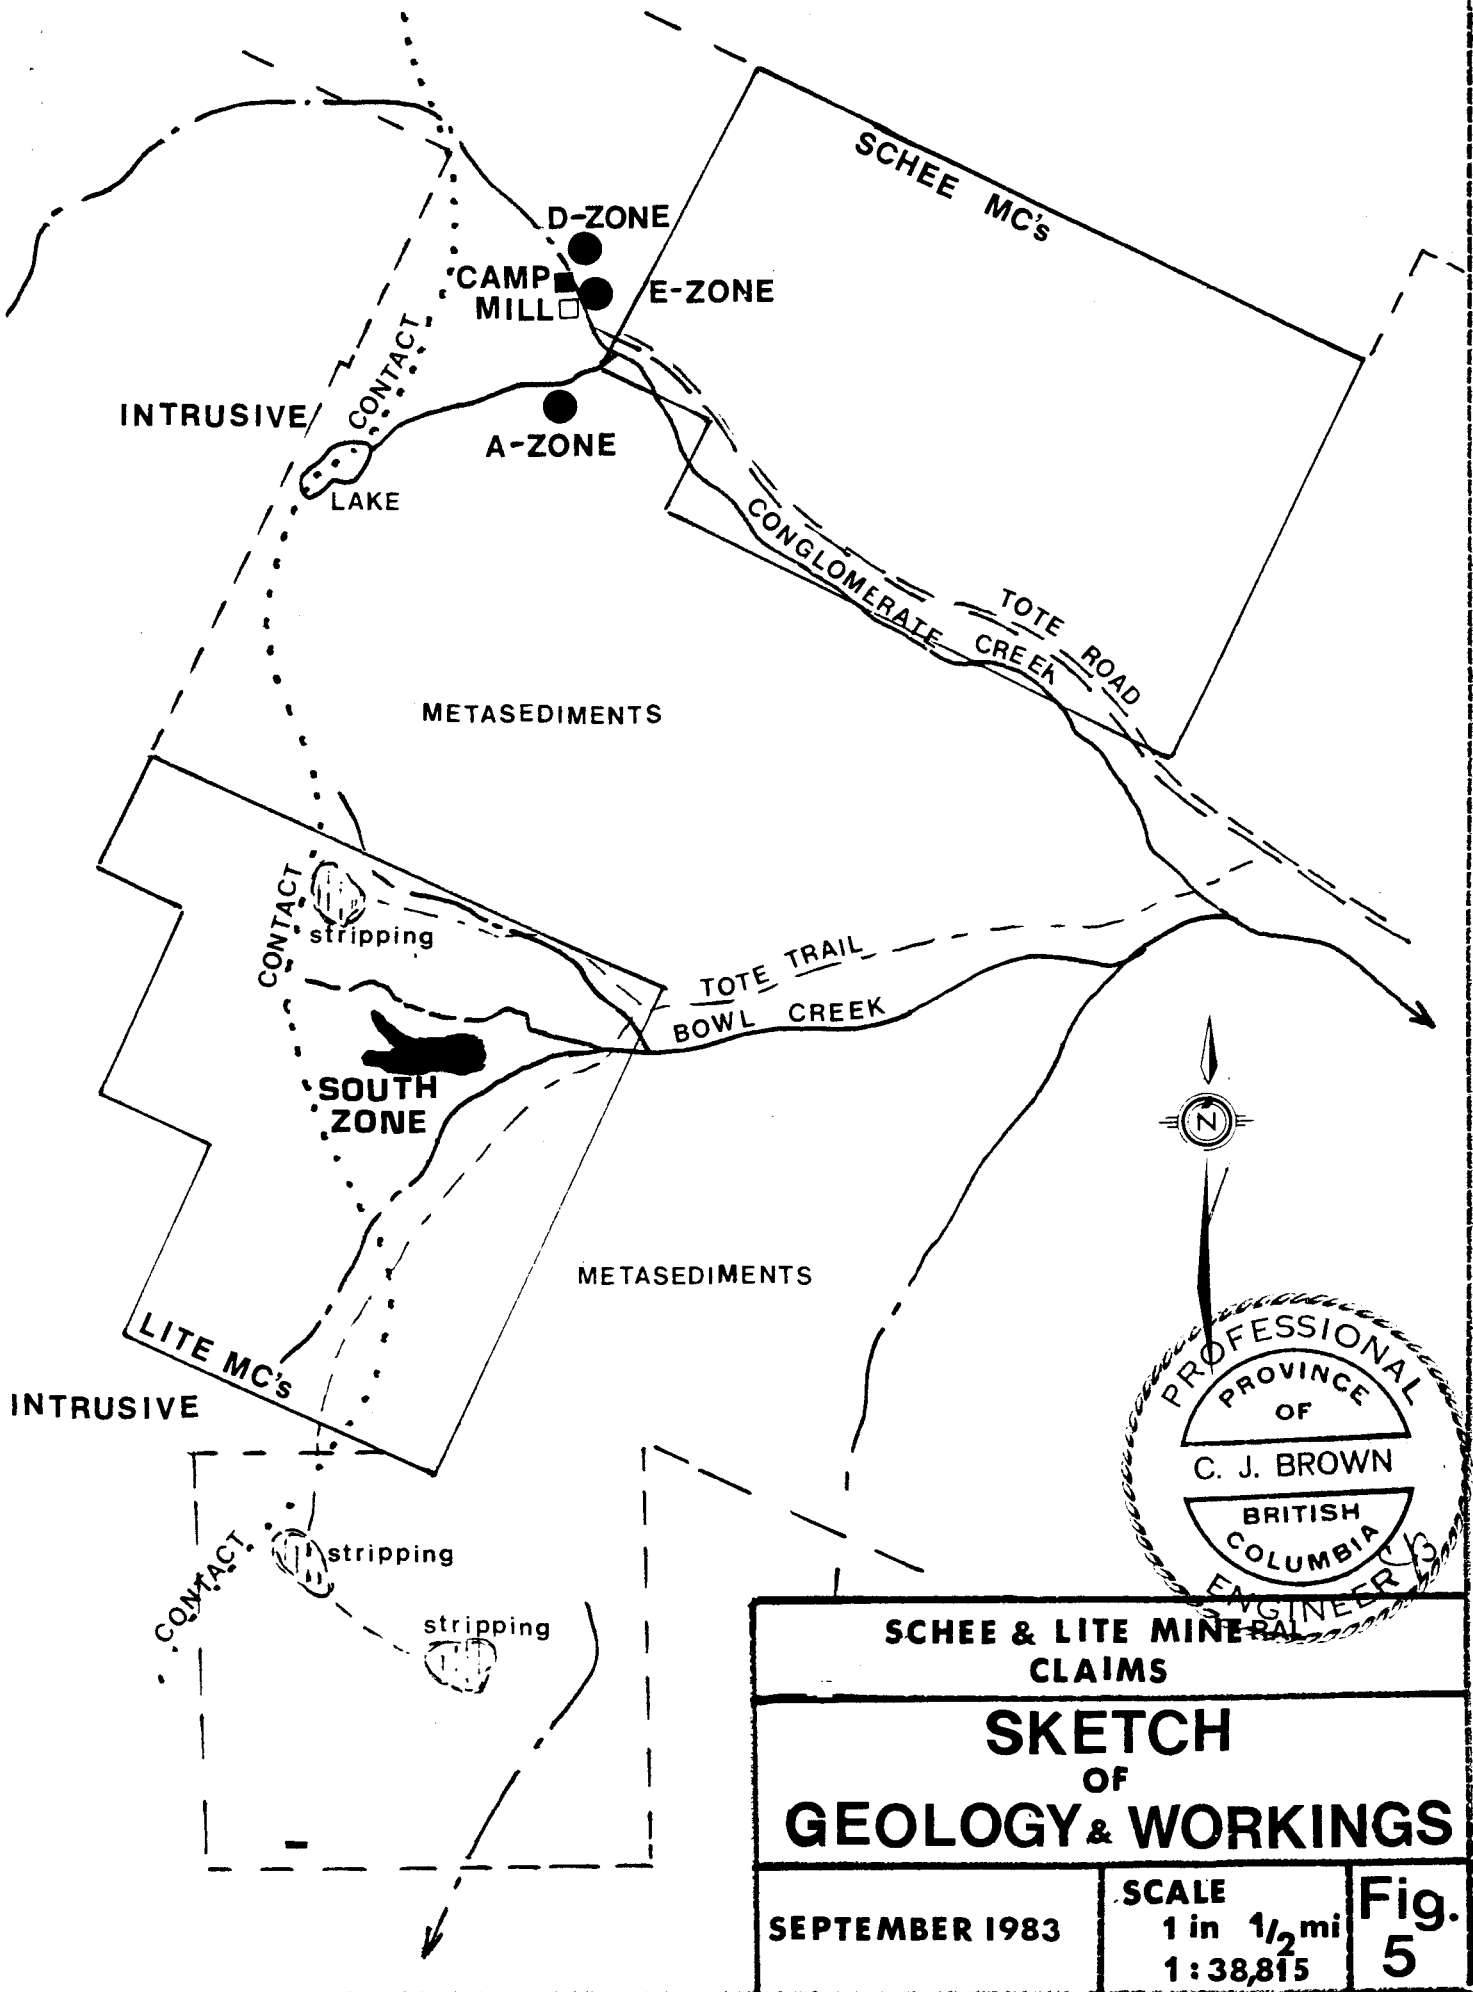 SCHEE MC's
D-ZONE
CAMP
E-ZONE
MILL
CONTACT
INTRUSIVE
A-ZONE
LAKE
CONGLOMERATE CREEK
TOTE ROAD
METASEDIMENTS
CONTACT
stripping
TOTE TRAIL
BOWL CREEK
SOUTH
ZONE
N
METASEDIMENTS
LITE MC's
INTRUSIVE
CONTACT
stripping
stripping
PROFESSIONAL
PROVINCE
OF
C. J. BROWN
BRITISH
COLUMBIA
ENGINEER
SCHEE & LITE MINERAL
CLAIMS
SKETCH
OF
GEOLOGY & WORKINGS
SEPTEMBER 1983
SCALE
1 in 1/2 mi
1 : 38,815
Fig.
5